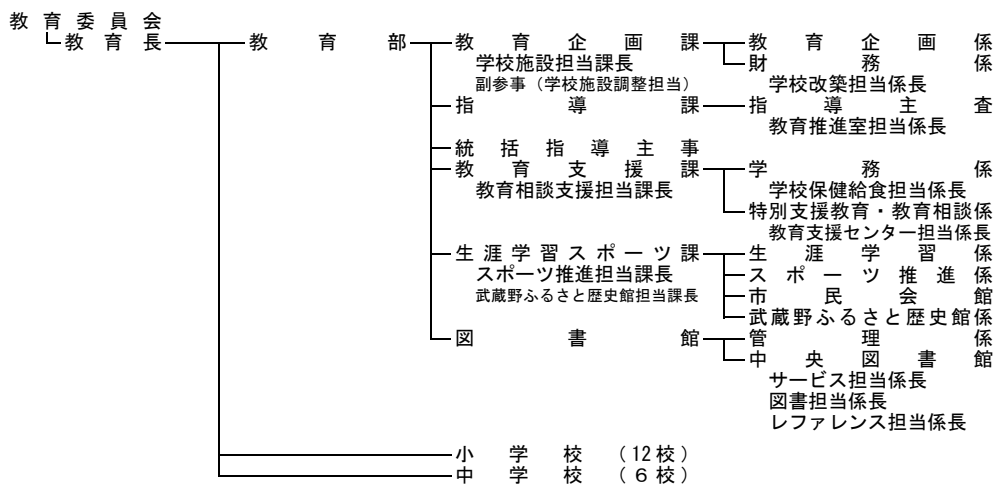 教育委員会
教育長 教育部 教育企画課 教育企画係
学校施設担当課長 財務係
副参事（学校施設調整担当） 学校改築担当係長
指導課 指導主査
教育推進室担当係長
統括指導主事
教育支援課 学務係
教育相談支援担当課長 学校保健給食担当係長
特別支援教育・教育相談係
教育支援センター担当係長
生涯学習スポーツ課 生涯学習係
スポーツ推進担当課長 スポーツ推進係
武蔵野ふるさと歴史館担当課長 市民会館
武蔵野ふるさと歴史館係
図書館 管理係
中央図書館
サービス担当係長
図書担当係長
レファレンス担当係長
小学校（12校）
中学校（６校）